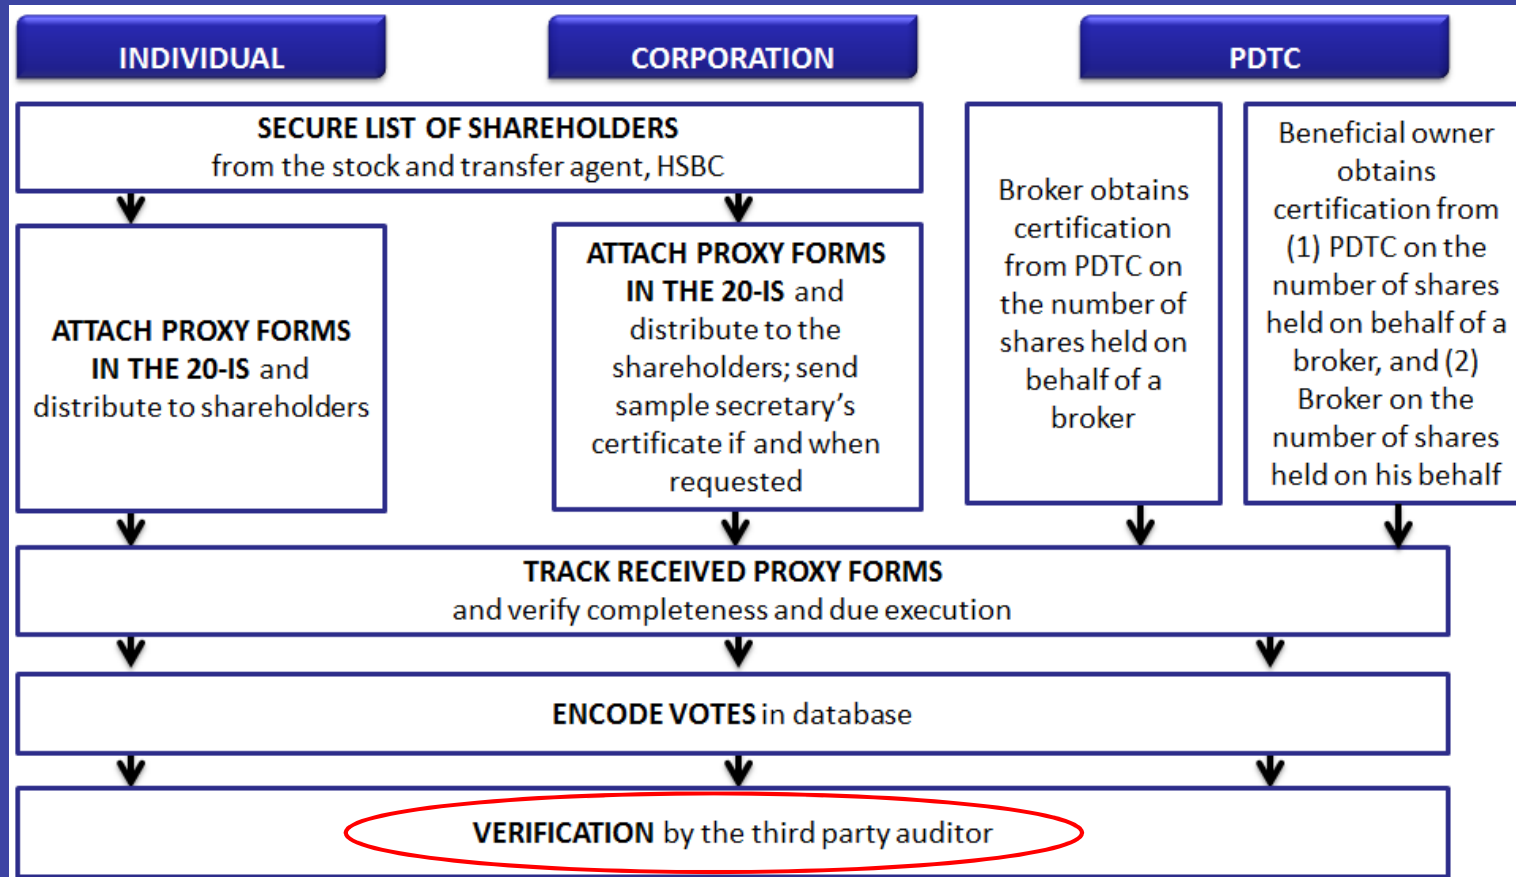 INDIVIDUAL
CORPORATION
PDTC
SECURE LIST OF SHAREHOLDERS
from the stock and transfer agent, HSBC
ATTACH PROXY FORMS
IN THE 20-IS and
distribute to shareholders
ATTACH PROXY FORMS
IN THE 20-IS and
distribute to the
shareholders; send
sample secretary’s
certificate if and when
requested
Broker obtains
certification
from PDTC on
the number of
shares held on
behalf of a
broker
Beneficial owner
obtains
certification from
(1) PDTC on the
number of shares
held on behalf of a
broker, and (2)
Broker on the
number of shares
held on his behalf
TRACK RECEIVED PROXY FORMS
and verify completeness and due execution
ENCODE VOTES in database
VERIFICATION by the third party auditor